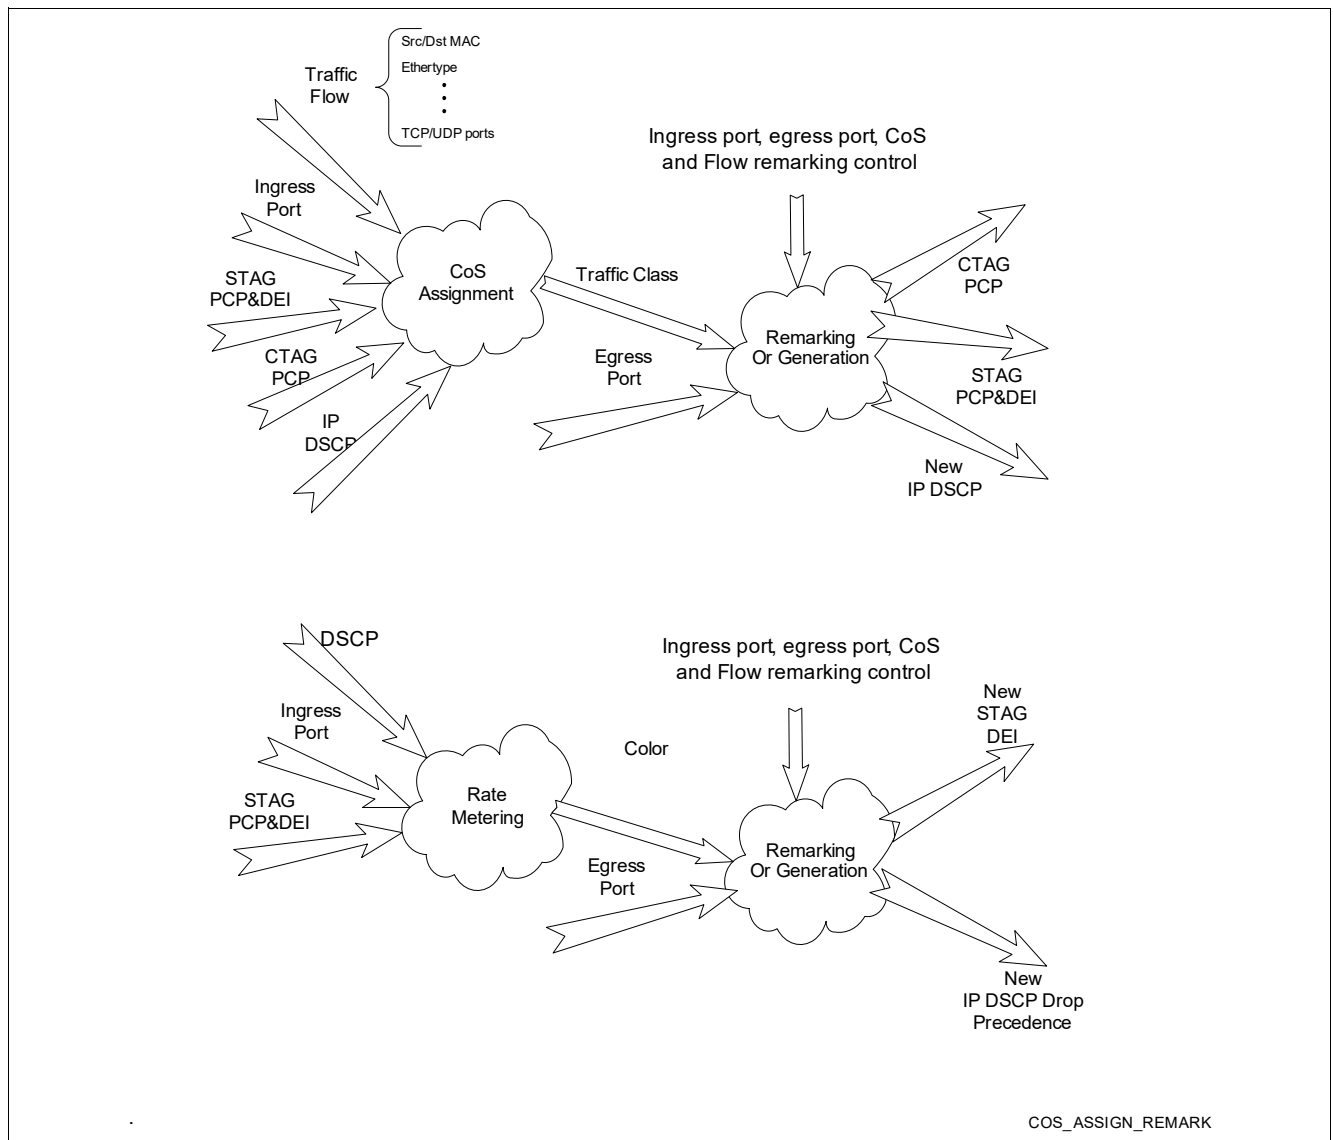 Src/Dst MAC
Ethertype
Traffic
Flow
TCP/UDP ports
Ingress port, egress port, CoS
and Flow remarking control
Ingress
Port
STAG
PCP&DEI
CTAG
PCP
IP
DSCP
CoS
Assignment
Traffic Class
Egress
Port
Remarking
Or Generation
CTAG
PCP
STAG
PCP&DEI
New
IP DSCP
DSCP
Ingress
Port
STAG
PCP&DEI
Rate
Metering
Color
Egress
Port
Ingress port, egress port, CoS
and Flow remarking control
Remarking
Or Generation
New
STAG
DEI
New
IP DSCP Drop
Precedence
.
COS_ASSIGN_REMARK